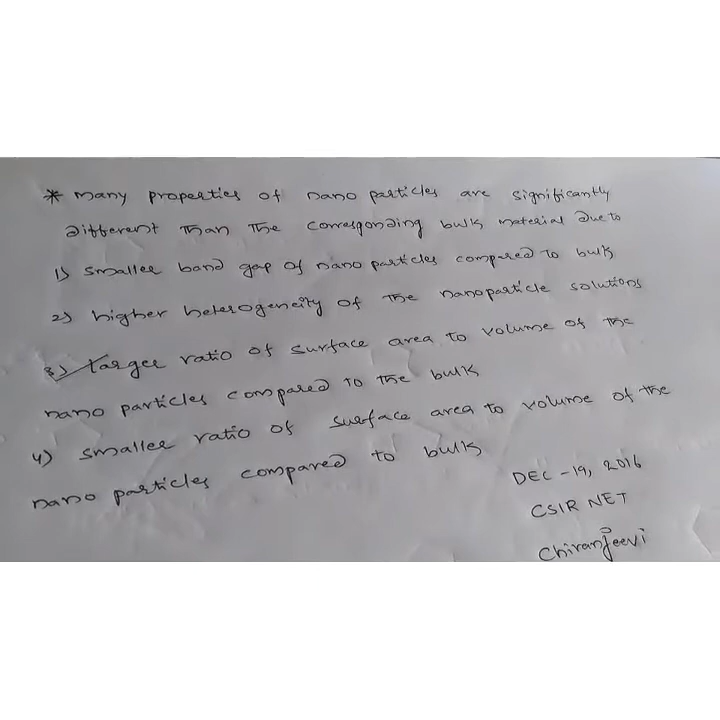 * many properties of nano particles are significantly
different than the corresponding bulk material due to
1) smaller band gap of nano particles compared to bulk
2) higher heterogeneity of the nanoparticle solutions
3) larger ratio of surface area to volume of the
nano particles compared to the bulk
4) smaller ratio of surface area to volume of the
nano particles compared to bulk
DEC -19, 2016
CSIR NET
Chiranjeevi